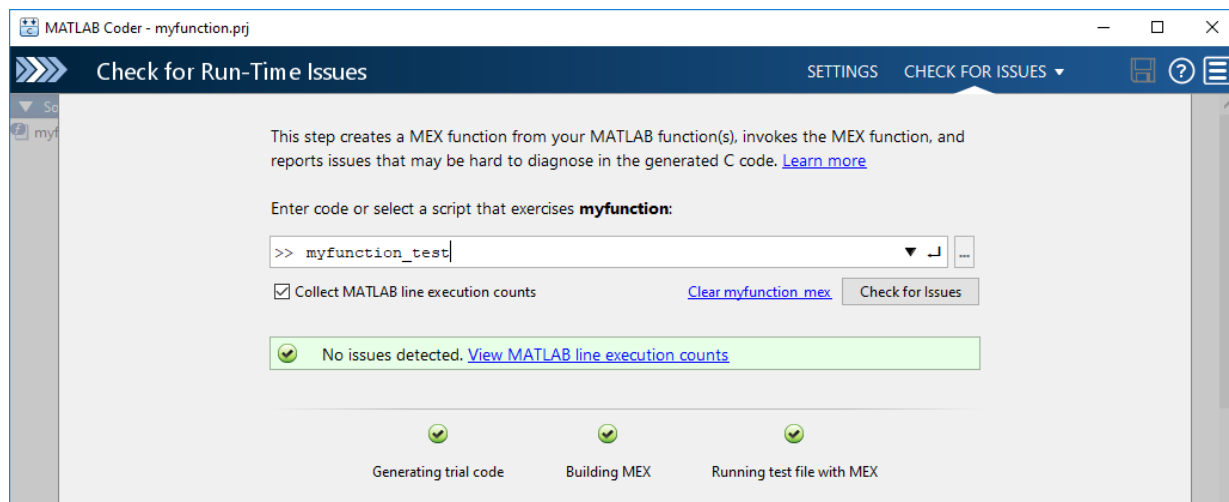 MATLAB Coder - myfunction.prj
Check for Run-Time Issues
SETTINGS
CHECK FOR ISSUES ▼
So
myf
This step creates a MEX function from your MATLAB function(s), invokes the MEX function, and
reports issues that may be hard to diagnose in the generated C code. Learn more
Enter code or select a script that exercises myfunction:
>> myfunction_test
...
Collect MATLAB line execution counts
Clear myfunction_mex
Check for Issues
No issues detected. View MATLAB line execution counts
Generating trial code
Building MEX
Running test file with MEX